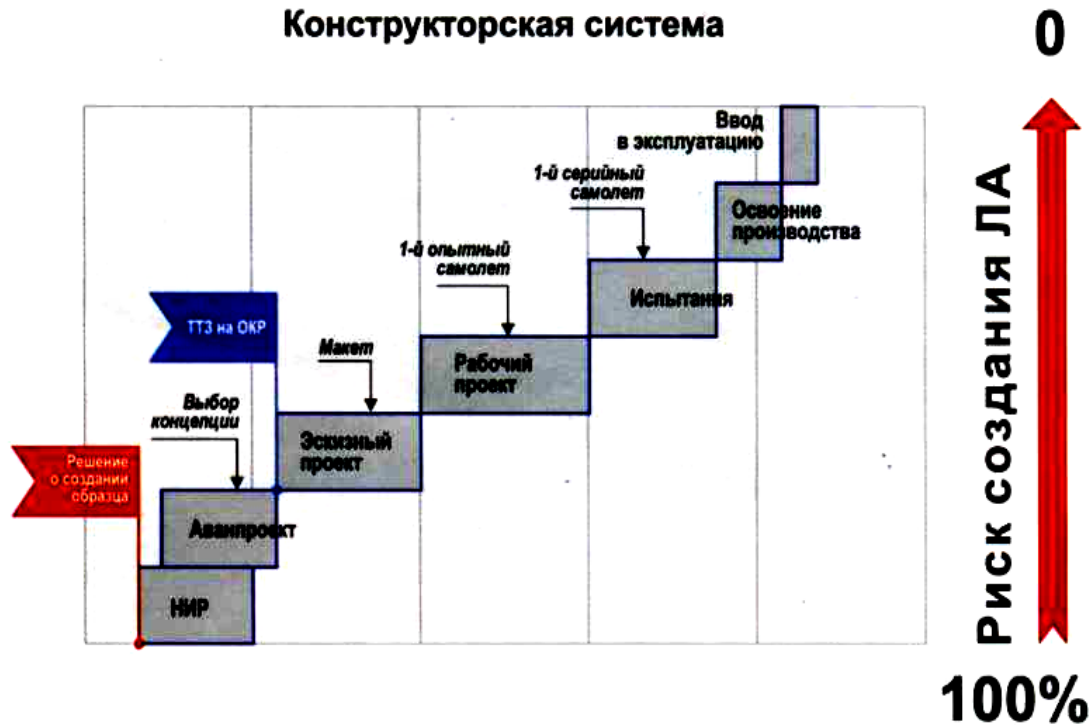 Конструкторская система
0
Ввод
в эксплуатацию
1-й серийный
самолет
Освоение
производства
1-й опытный
самолет
Испытания
ТТЗ на ОКР
Макет
Рабочий
проект
Выбор
концепции
Эскизный
проект
Решение
о создании
образца
Аванпроект
НИР
Риск создания ЛА
100%